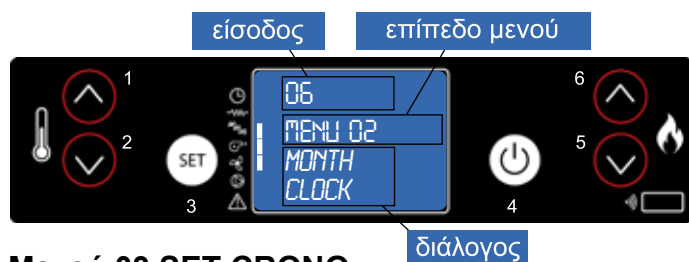 είσοδος
επίπεδο μενού
1
2
SET
3
06
MENU 02
MONTH
CLOCK
6
5
4
διάλογος